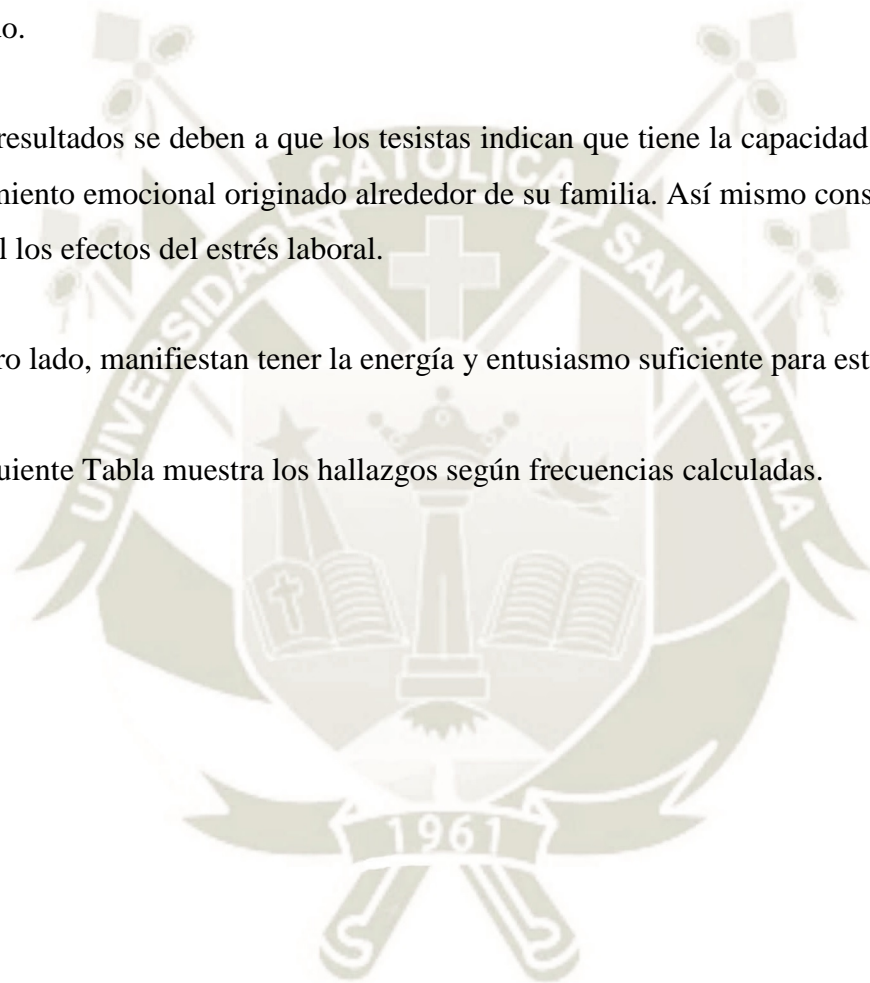 o.
resultados se deben a que los tesistas indican que tiene la capacidad
miento emocional originado alrededor de su familia. Así mismo cons
l los efectos del estrés laboral.
ro lado, manifiestan tener la energía y entusiasmo suficiente para est
uiente Tabla muestra los hallazgos según frecuencias calculadas.
UNIVERSIDAD CATOLICA SANTA MARIA
1961